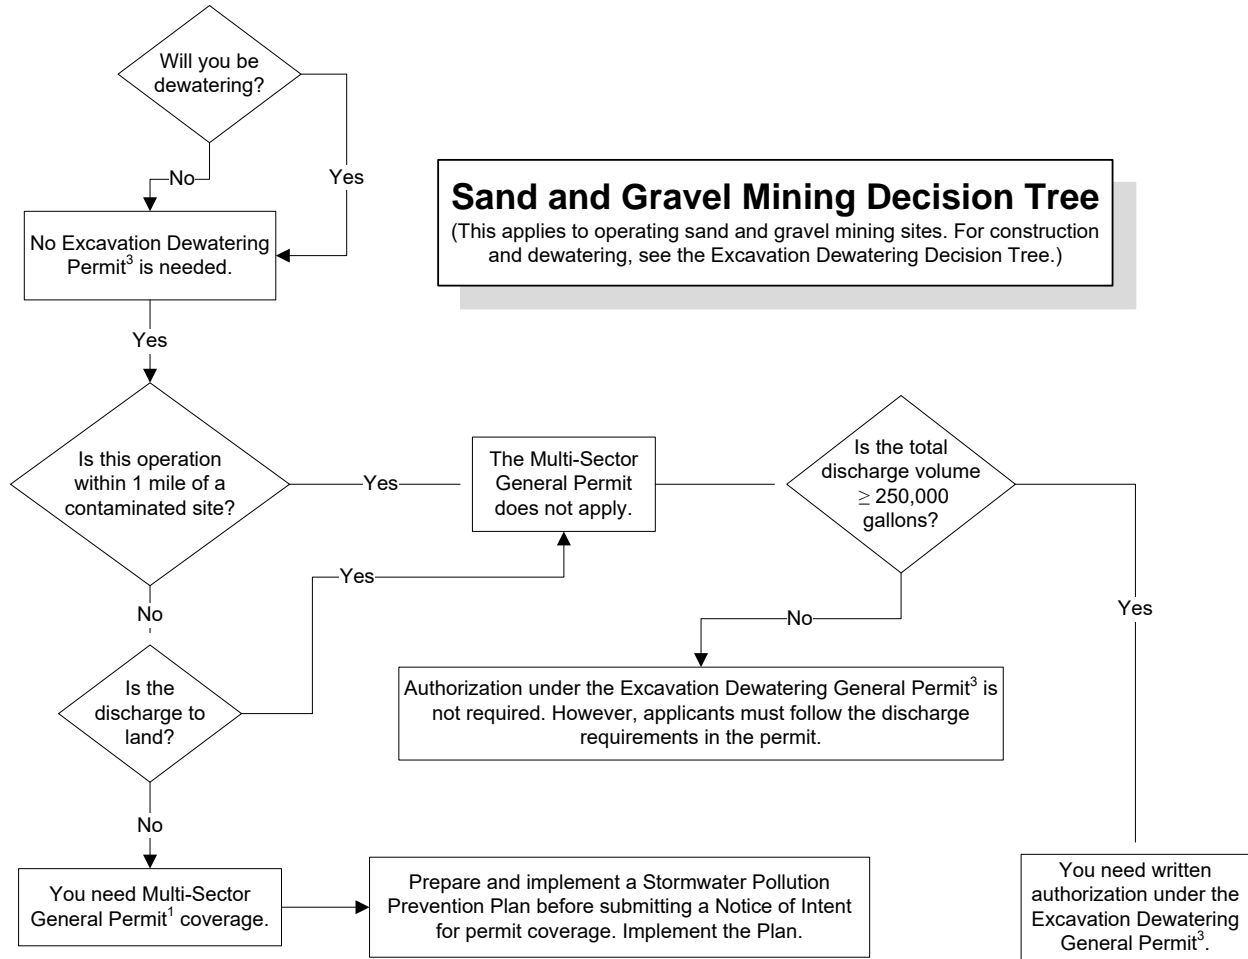 Will you be
dewatering?
No
Yes
Sand and Gravel Mining Decision Tree
(This applies to operating sand and gravel mining sites. For construction
and dewatering, see the Excavation Dewatering Decision Tree.)
No Excavation Dewatering
Permit³ is needed.
Yes
Is this operation
within 1 mile of a
contaminated site?
Yes
The Multi-Sector
General Permit
does not apply.
Is the total
discharge volume
≥ 250,000
gallons?
Yes
No
Yes
No
Is the
discharge to
land?
Authorization under the Excavation Dewatering General Permit³ is
not required. However, applicants must follow the discharge
requirements in the permit.
No
You need Multi-Sector
General Permit¹ coverage.
Prepare and implement a Stormwater Pollution
Prevention Plan before submitting a Notice of Intent
for permit coverage. Implement the Plan.
You need written
authorization under the
Excavation Dewatering
General Permit³.